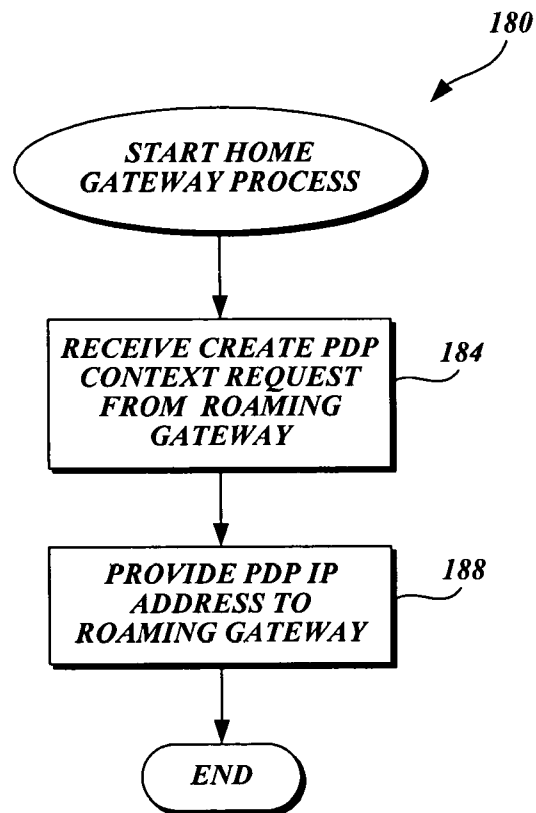 180
START HOME
GATEWAY PROCESS
RECEIVE CREATE PDP
CONTEXT REQUEST
FROM ROAMING
GATEWAY
184
PROVIDE PDP IP
ADDRESS TO
ROAMING GATEWAY
188
END